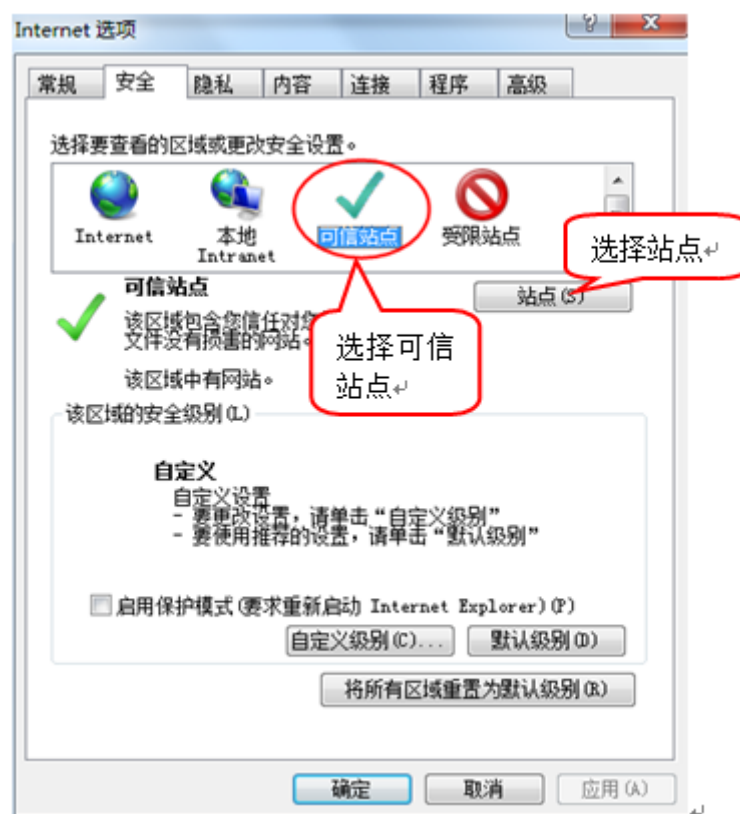 Internet 选项
常规 安全 隐私 内容 连接 程序 高级
选择要查看的区域或更改安全设置。
Internet
本地
Intranet
可信站点
受限站点
选择站点
可信站点
站点(S)
该区域包含您信任对您
文件没有损害的网站。
选择可信
站点
该区域中有网站。
该区域的安全级别(L)
自定义
自定义设置
- 要更改设置，请单击“自定义级别”
- 要使用推荐的设置，请单击“默认级别”
启用保护模式(要求重新启动 Internet Explorer)(P)
自定义级别(C)... 默认级别(D)
将所有区域重置为默认级别(R)
确定 取消 应用(A)